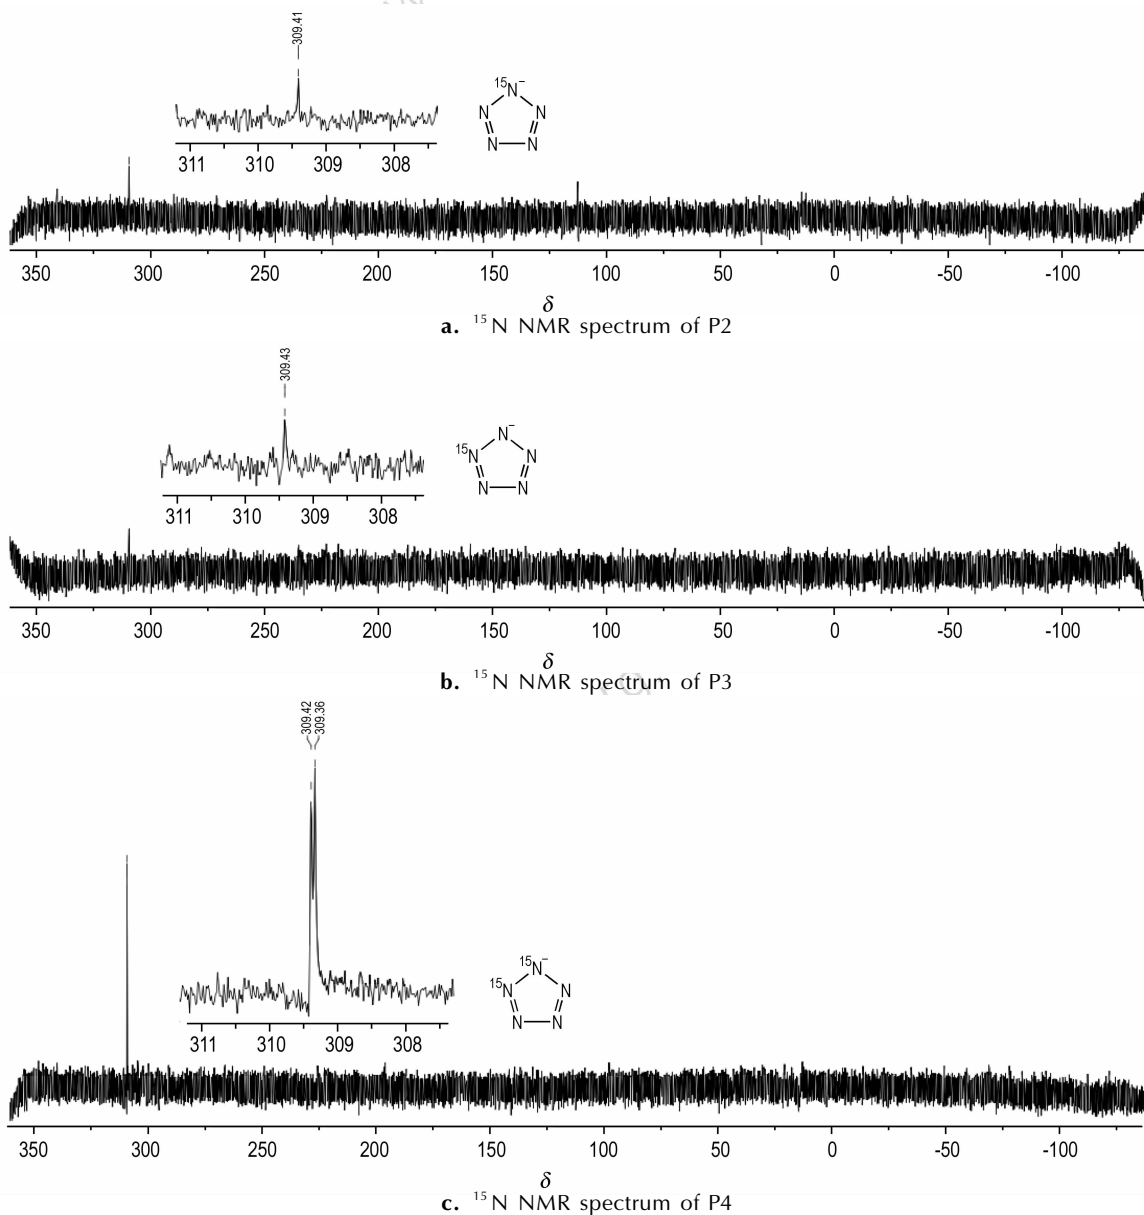 309.41
¹⁵N⁻
N N
N N
311 310 309 308
350 300 250 200 150 100 50 0 -50 -100
δ
a. ¹⁵N NMR spectrum of P2
309.43
N⁻
¹⁵N N
N N
311 310 309 308
350 300 250 200 150 100 50 0 -50 -100
δ
b. ¹⁵N NMR spectrum of P3
309.42
309.36
¹⁵N⁻
¹⁵N N
N N
311 310 309 308
350 300 250 200 150 100 50 0 -50 -100
δ
c. ¹⁵N NMR spectrum of P4